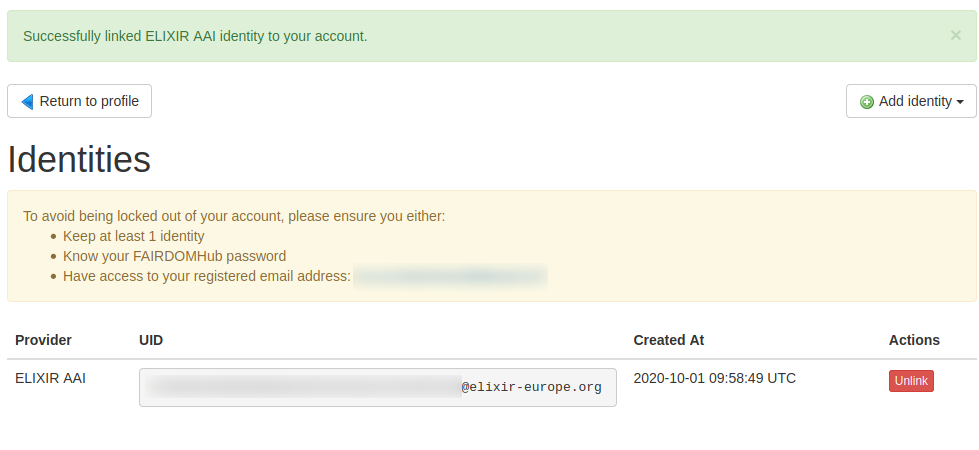 Successfully linked ELIXIR AAI identity to your account. ×
Return to profile Add identity
Identities
To avoid being locked out of your account, please ensure you either:
Keep at least 1 identity
Know your FAIRDOMHub password
Have access to your registered email address:
Provider UID Created At Actions
ELIXIR AAI @elixir-europe.org 2020-10-01 09:58:49 UTC Unlink